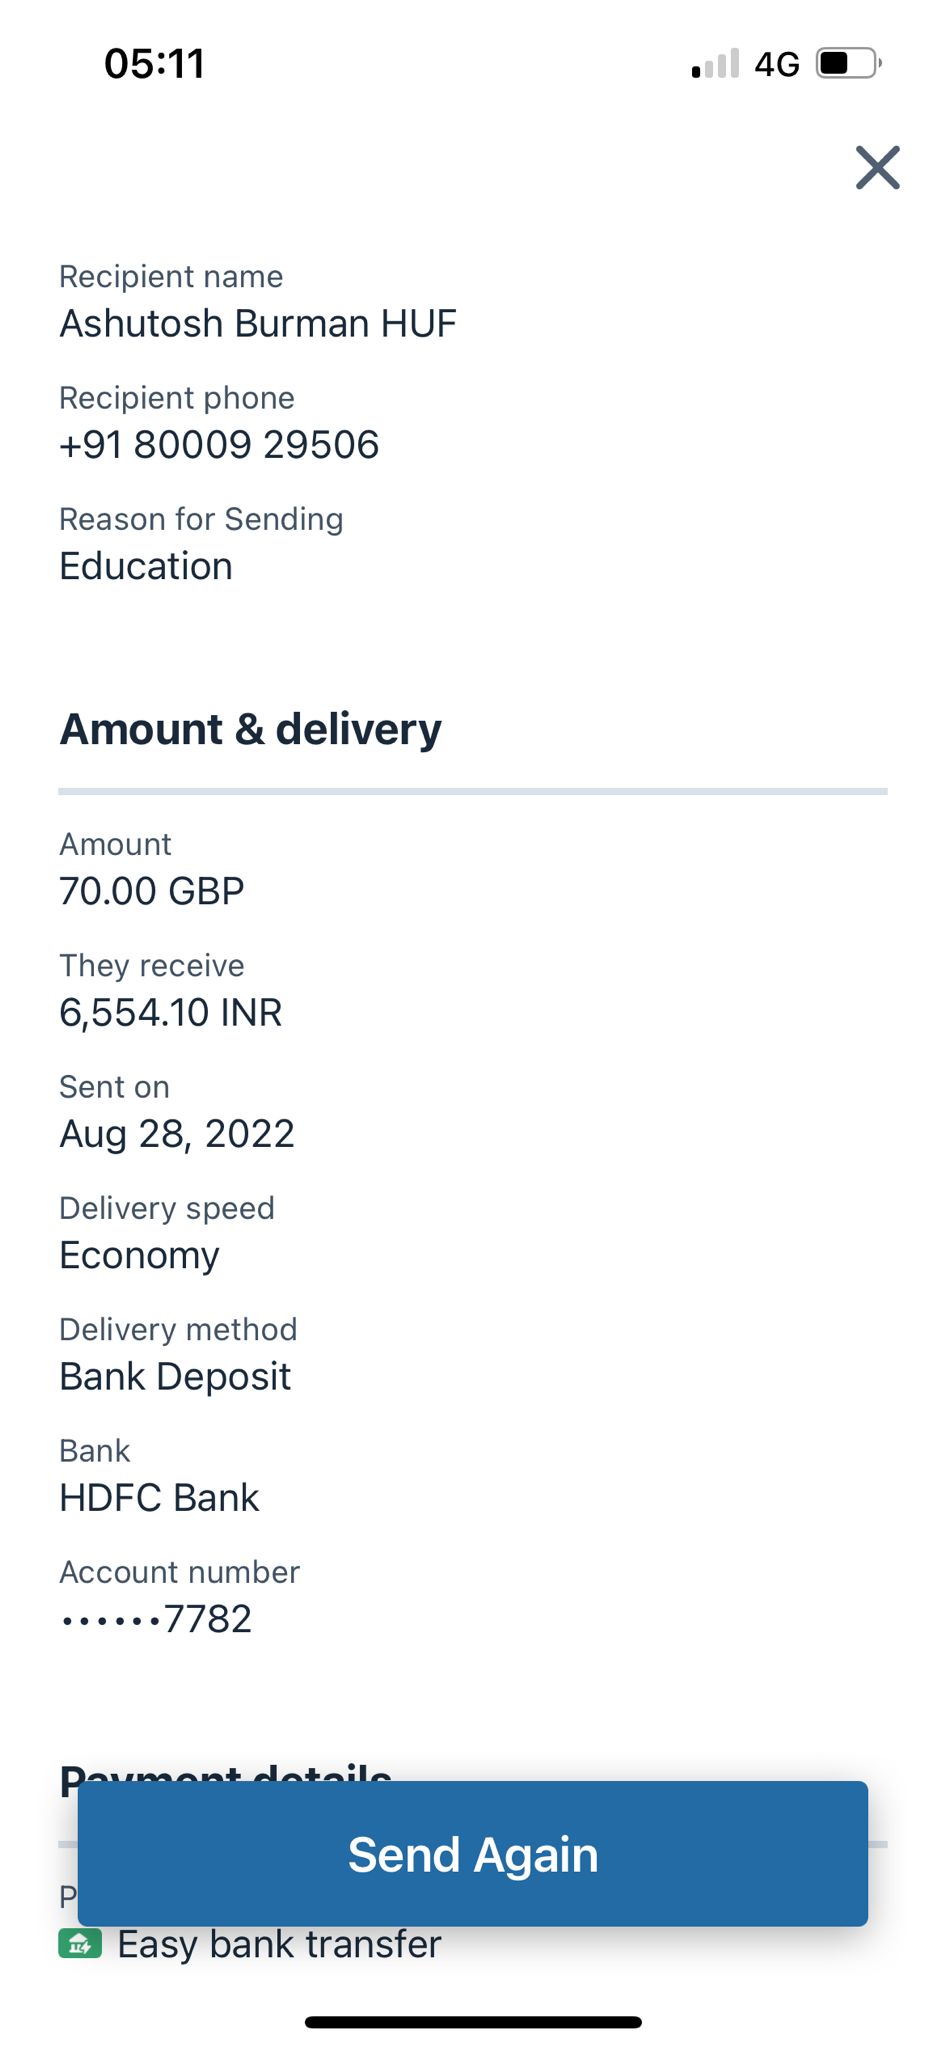 05:11
4G
Recipient name
Ashutosh Burman HUF
Recipient phone
+91 80009 29506
Reason for Sending
Education
Amount & delivery
Amount
70.00 GBP
They receive
6,554.10 INR
Sent on
Aug 28, 2022
Delivery speed
Economy
Delivery method
Bank Deposit
Bank
HDFC Bank
Account number
••••••7782
Payment details
Send Again
P
Easy bank transfer